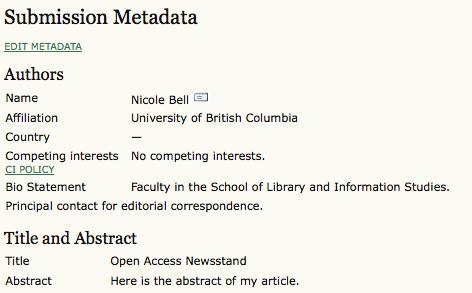 Submission Metadata
EDIT METADATA
Authors
Name Nicole Bell
Affiliation University of British Columbia
Country —
Competing interests No competing interests.
CI POLICY
Bio Statement Faculty in the School of Library and Information Studies.
Principal contact for editorial correspondence.
Title and Abstract
Title Open Access Newsstand
Abstract Here is the abstract of my article.